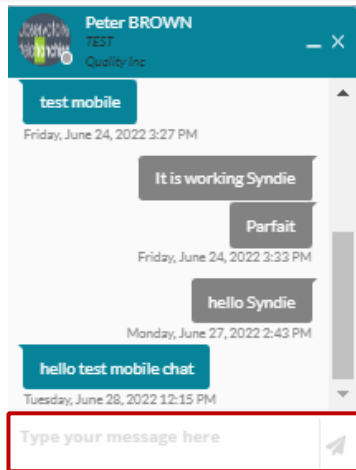 Peter BROWN
TEST
Quality Inc
test mobile
Friday, June 24, 2022 3:27 PM
It is working Syndie
Parfait
Friday, June 24, 2022 3:33 PM
hello Syndie
Monday, June 27, 2022 2:43 PM
hello test mobile chat
Tuesday, June 28, 2022 12:15 PM
Type your message here